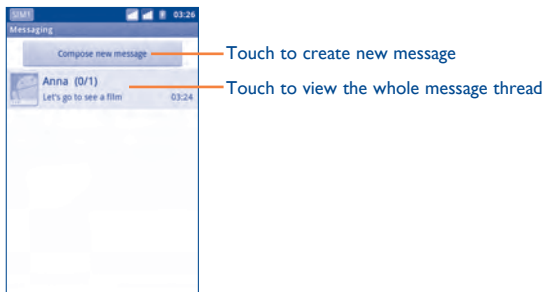 SIM1 03:26
Messaging
Compose new message
Touch to create new message
Anna (0/1)
Touch to view the whole message thread
Let's go to see a film 03:24